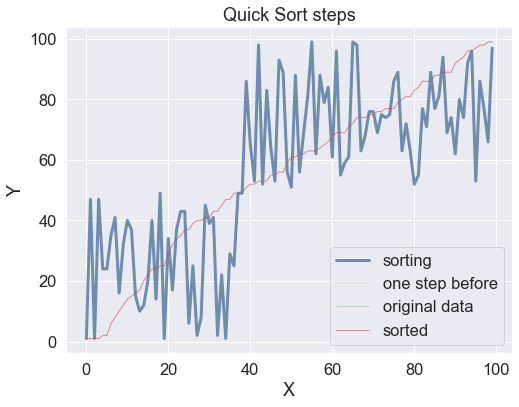 Quick Sort steps
100
80
60
40
20
0
Y
sorting
one step before
original data
sorted
0 20 40 60 80 100
X